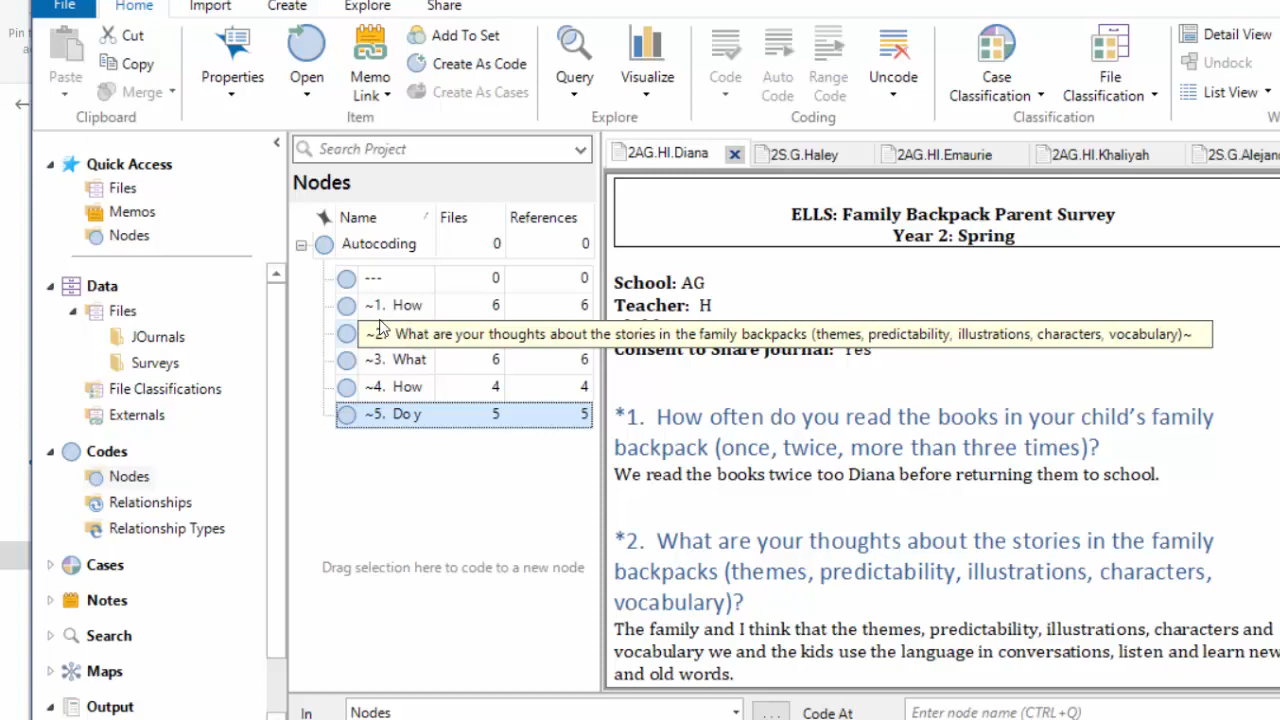 File Home Import Create Explore Share
Pin t
Paste Cut Copy Merge Properties Open Memo Link Add To Set Create As Code Create As Cases Query Visualize Code Auto Code Range Code Uncode Case Classification File Classification Detail View Undock List View
Clipboard Item Explore Coding Classification W
Quick Access
Files
Memos
Nodes
Data
Files
JOurnals
Surveys
File Classifications
Externals
Codes
Nodes
Relationships
Relationship Types
Cases
Notes
Search
Maps
Output
Search Project
Nodes
Name Files References
Autocoding 0 0
--- 0 0
~1. How 6 6
~2. What are your thoughts about the stories in the family backpacks (themes, predictability, illustrations, characters, vocabulary)~
~3. What 6 6
~4. How 4 4
~5. Do y 5 5
Drag selection here to code to a new node
2AG.HI.Diana 2S.G.Haley 2AG.HI.Emaurie 2AG.HI.Khaliyah 2S.G.Alejan
ELLS: Family Backpack Parent Survey
Year 2: Spring
School: AG
Teacher: H
Consent to Share Journal: Yes
*1. How often do you read the books in your child’s family
backpack (once, twice, more than three times)?
We read the books twice too Diana before returning them to school.
*2. What are your thoughts about the stories in the family
backpacks (themes, predictability, illustrations, characters,
vocabulary)?
The family and I think that the themes, predictability, illustrations, characters and
vocabulary we and the kids use the language in conversations, listen and learn new
and old words.
In Nodes ... Code At Enter node name (CTRL+Q)